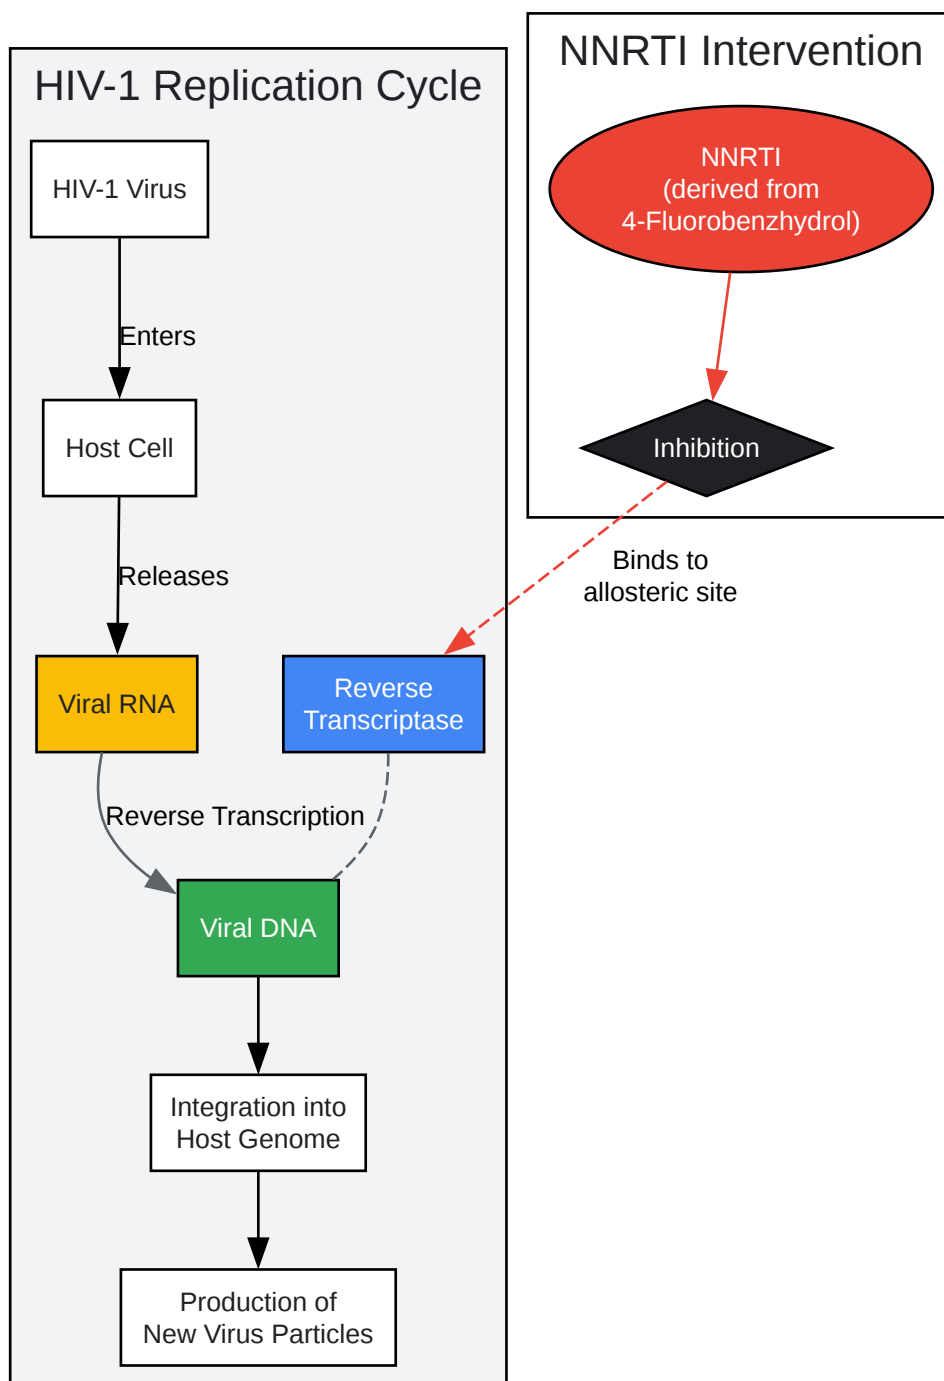 HIV-1 Replication Cycle
HIV-1 Virus
Enters
Host Cell
Releases
Viral RNA
Reverse
Transcriptase
Reverse Transcription
Viral DNA
Integration into
Host Genome
Production of
New Virus Particles
NNRTI Intervention
NNRTI
(derived from
4-Fluorobenzhydrol)
Inhibition
Binds to
allosteric site